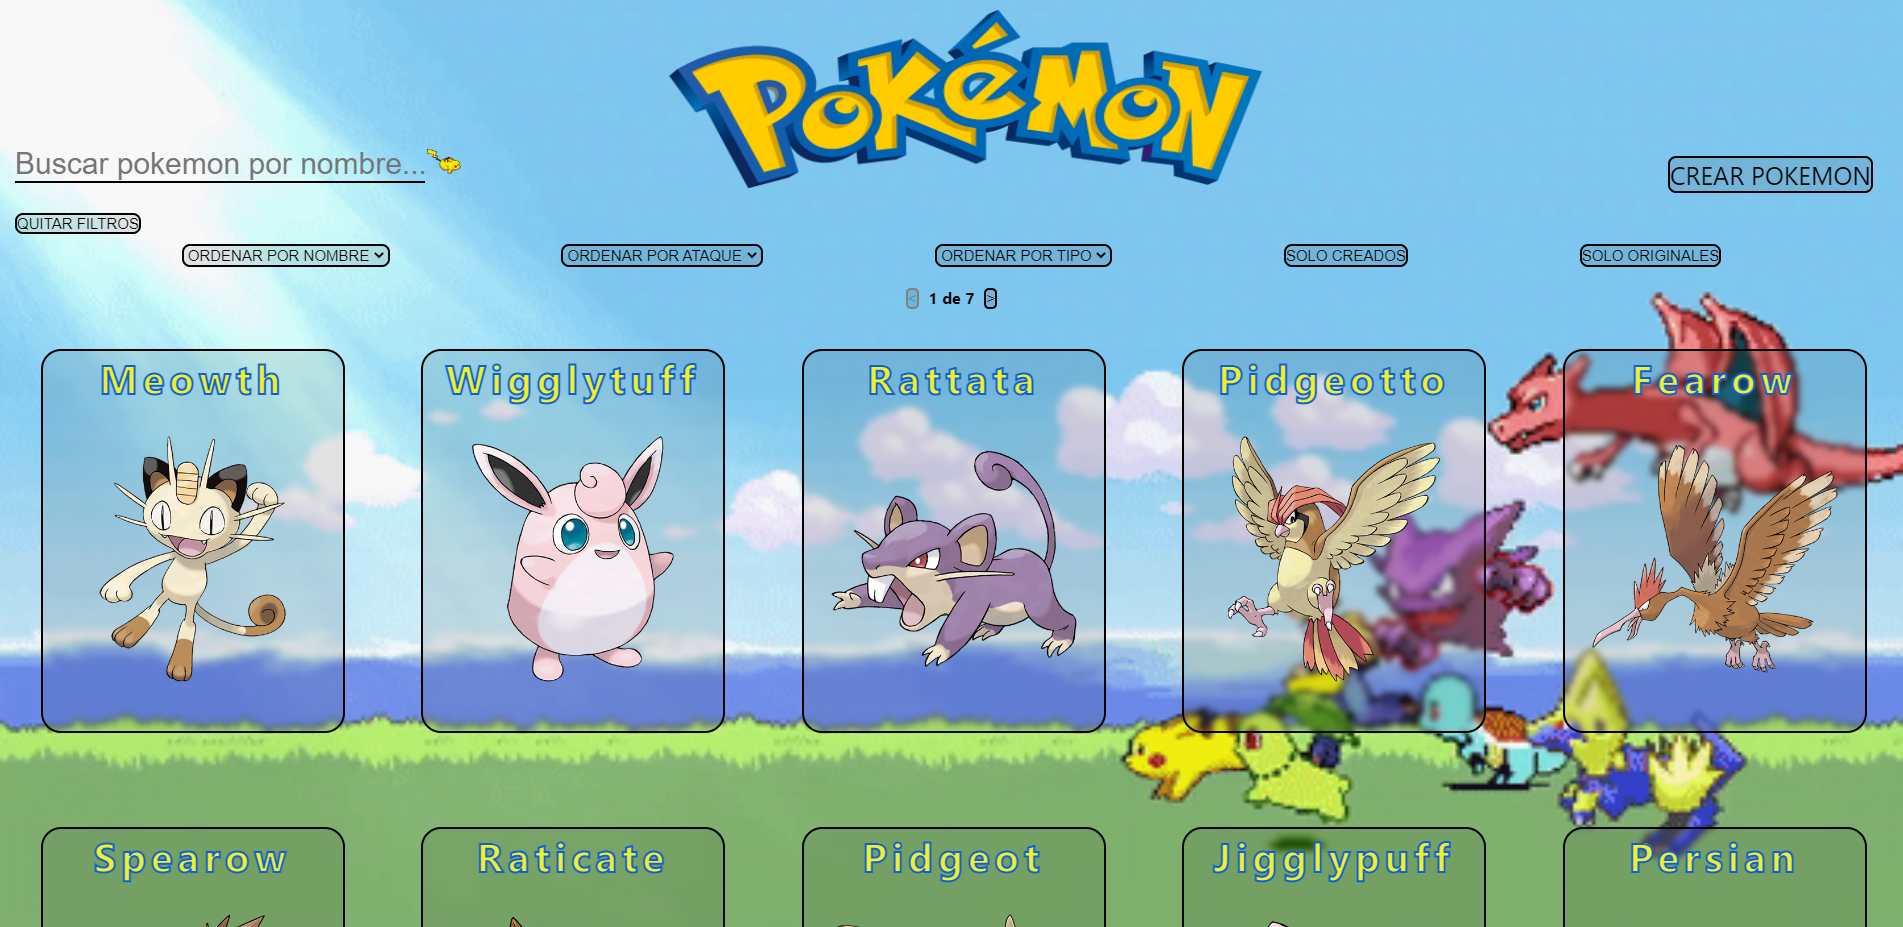 POKéMON
Buscar pokemon por nombre...
CREAR POKEMON
QUITAR FILTROS
ORDENAR POR NOMBRE
ORDENAR POR ATAQUE
ORDENAR POR TIPO
SOLO CREADOS
SOLO ORIGINALES
< 1 de 7 >
Meowth
Wigglytuff
Rattata
Pidgeotto
Fearow
Spearow
Raticate
Pidgeot
Jigglypuff
Persian